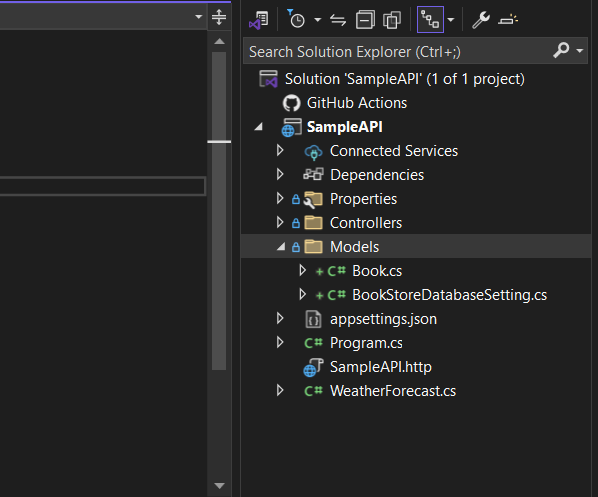 Search Solution Explorer (Ctrl+;)
Solution 'SampleAPI' (1 of 1 project)
GitHub Actions
SampleAPI
Connected Services
Dependencies
Properties
Controllers
Models
C# Book.cs
C# BookStoreDatabaseSetting.cs
appsettings.json
C# Program.cs
SampleAPI.http
C# WeatherForecast.cs